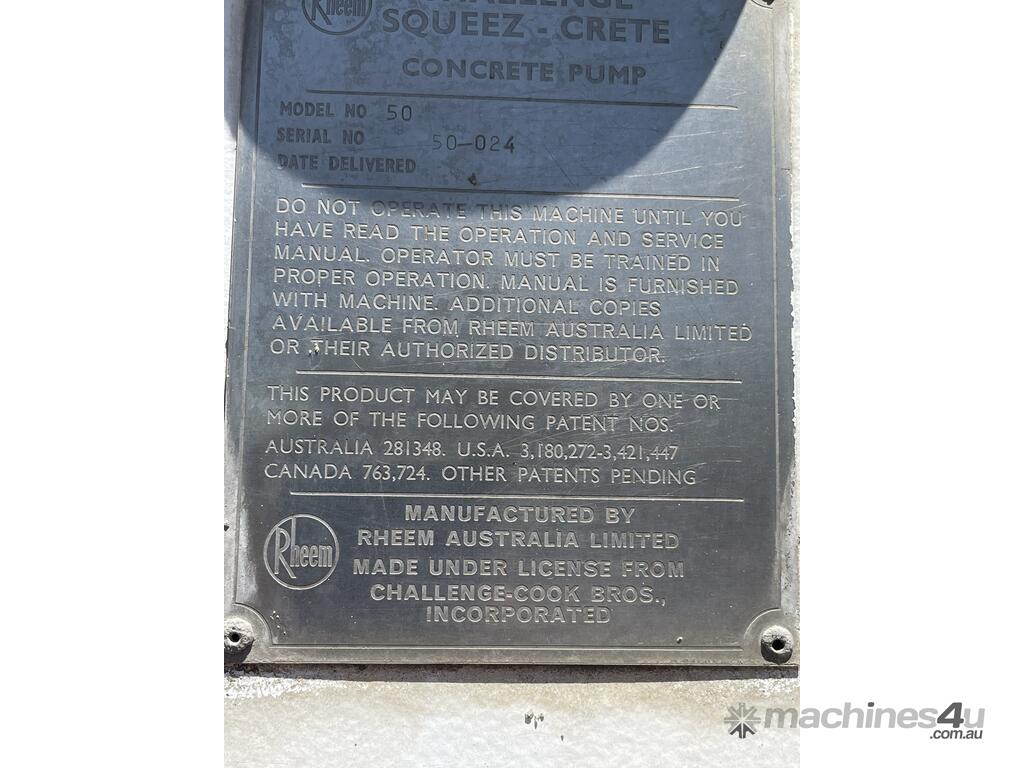 Rheem
CHALLENGE
SQUEEZ - CRETE
CONCRETE PUMP
MODEL NO 50
SERIAL NO 50-024
DATE DELIVERED
DO NOT OPERATE THIS MACHINE UNTIL YOU
HAVE READ THE OPERATION AND SERVICE
MANUAL. OPERATOR MUST BE TRAINED IN
PROPER OPERATION. MANUAL IS FURNISHED
WITH MACHINE. ADDITIONAL COPIES
AVAILABLE FROM RHEEM AUSTRALIA LIMITED
OR THEIR AUTHORIZED DISTRIBUTOR.
THIS PRODUCT MAY BE COVERED BY ONE OR
MORE OF THE FOLLOWING PATENT NOS.
AUSTRALIA 281348. U.S.A. 3,180,272-3,421,447
CANADA 763,724. OTHER PATENTS PENDING
MANUFACTURED BY
RHEEM AUSTRALIA LIMITED
Rheem
MADE UNDER LICENSE FROM
CHALLENGE-COOK BROS.,
INCORPORATED
machines4u
.com.au